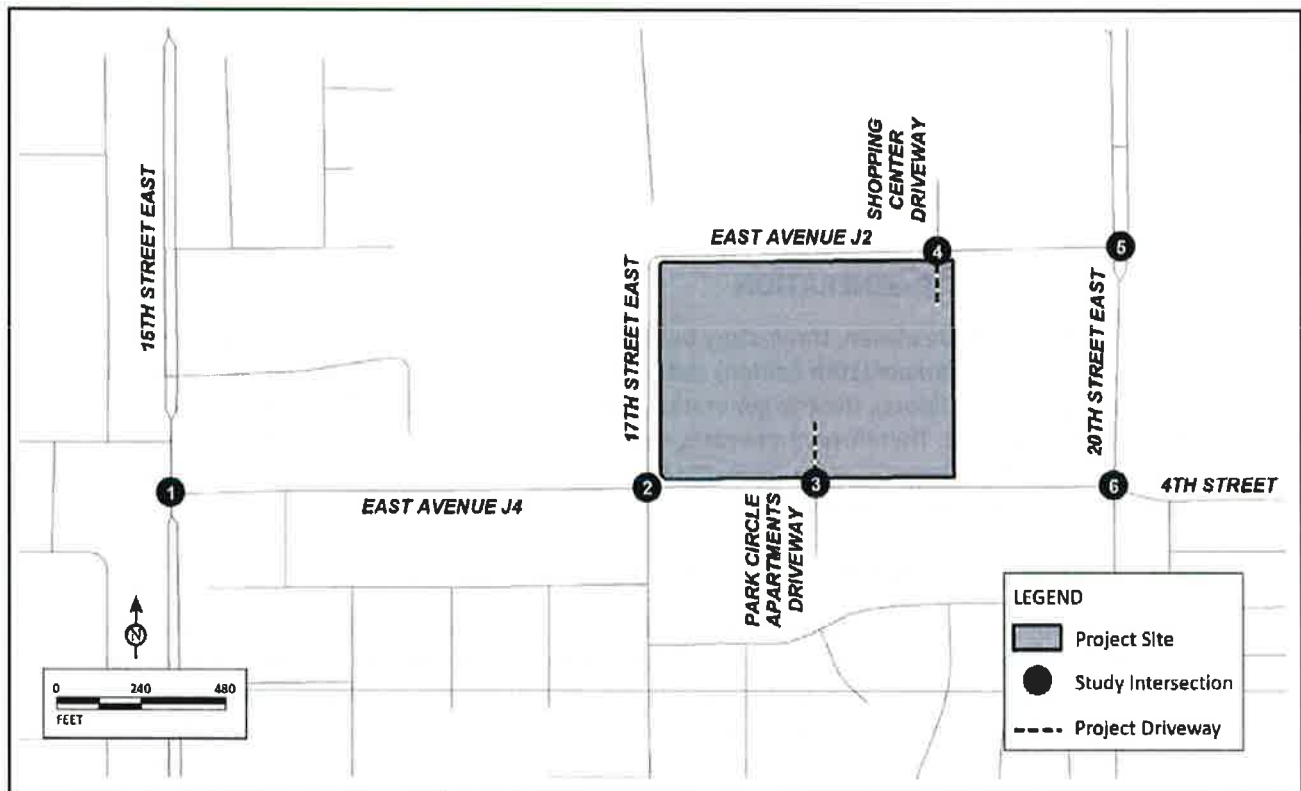 SHOPPING
CENTER
DRIVEWAY
15TH STREET EAST
EAST AVENUE J2
4
5
17TH STREET EAST
20TH STREET EAST
1
2
3
6
4TH STREET
EAST AVENUE J4
PARK CIRCLE
APARTMENTS
DRIVEWAY
N
0 240 480
FEET
LEGEND
Project Site
Study Intersection
Project Driveway